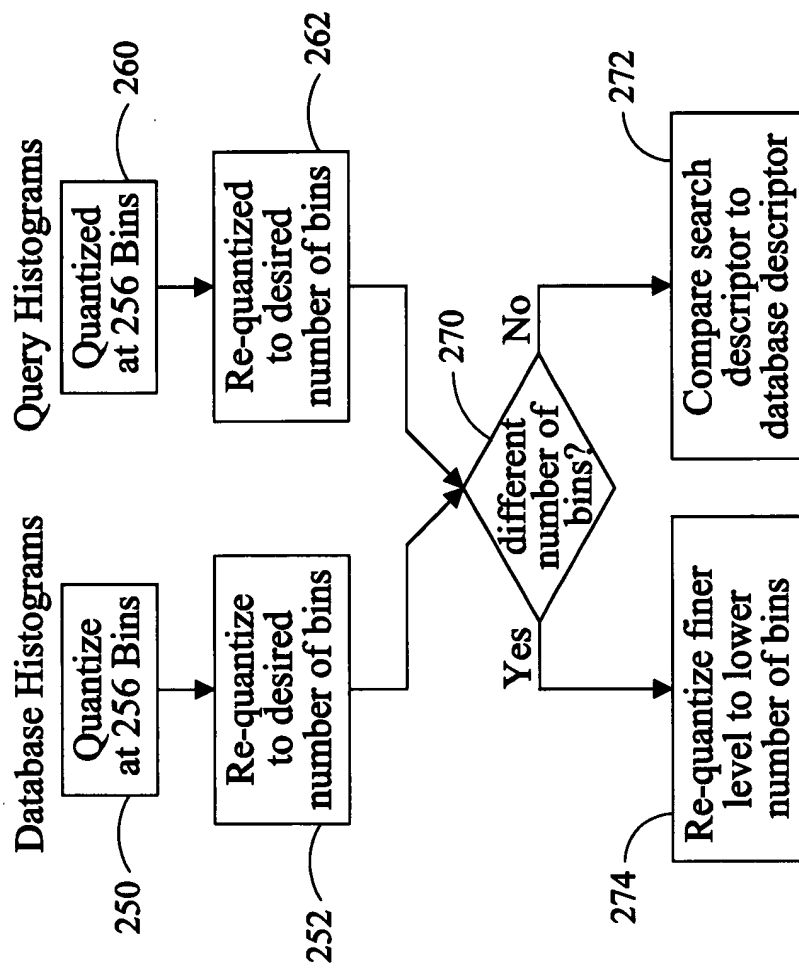 Database Histograms
Query Histograms
250
Quantize
at 256 Bins
260
Quantized
at 256 Bins
252
Re-quantize
to desired
number of bins
262
Re-quantized
to desired
number of bins
270
different
number of
bins?
Yes
No
274
Re-quantize finer
level to lower
number of bins
272
Compare search
descriptor to
database descriptor